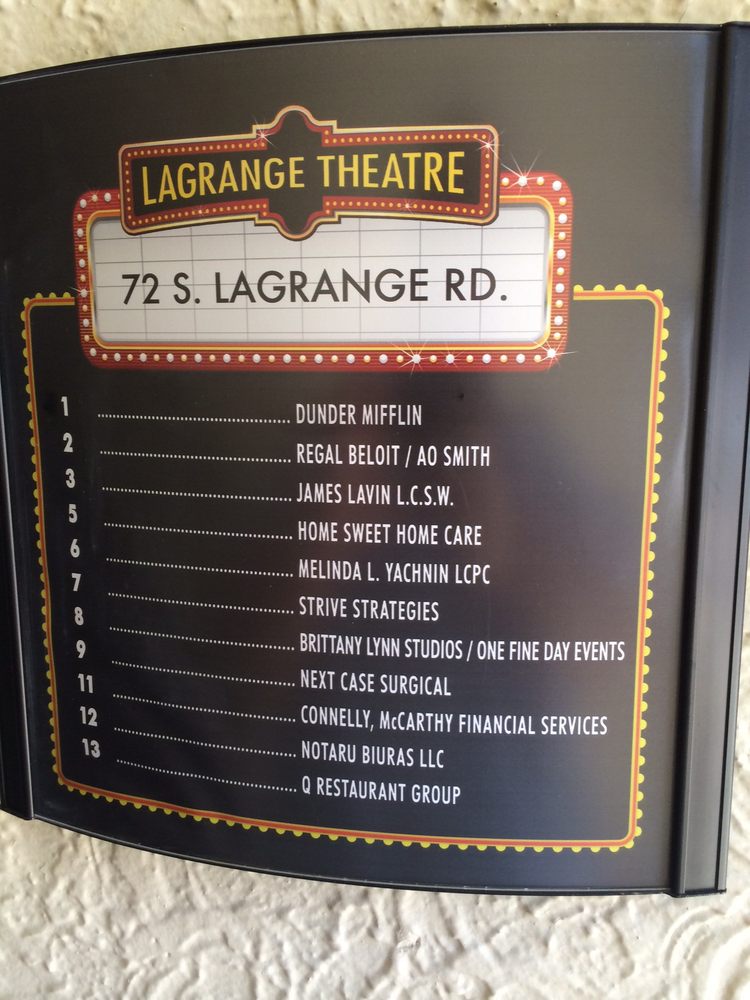 LAGRANGE THEATRE
72 S. LAGRANGE RD.
1 DUNDER MIFFLIN
2 REGAL BELOIT / AO SMITH
3 JAMES LAVIN L.C.S.W.
5 HOME SWEET HOME CARE
6 MELINDA L. YACHNIN LCPC
7 STRIVE STRATEGIES
8 BRITTANY LYNN STUDIOS / ONE FINE DAY EVENTS
9 NEXT CASE SURGICAL
11 CONNELLY, McCARTHY FINANCIAL SERVICES
12 NOTARU BIURAS LLC
13 Q RESTAURANT GROUP